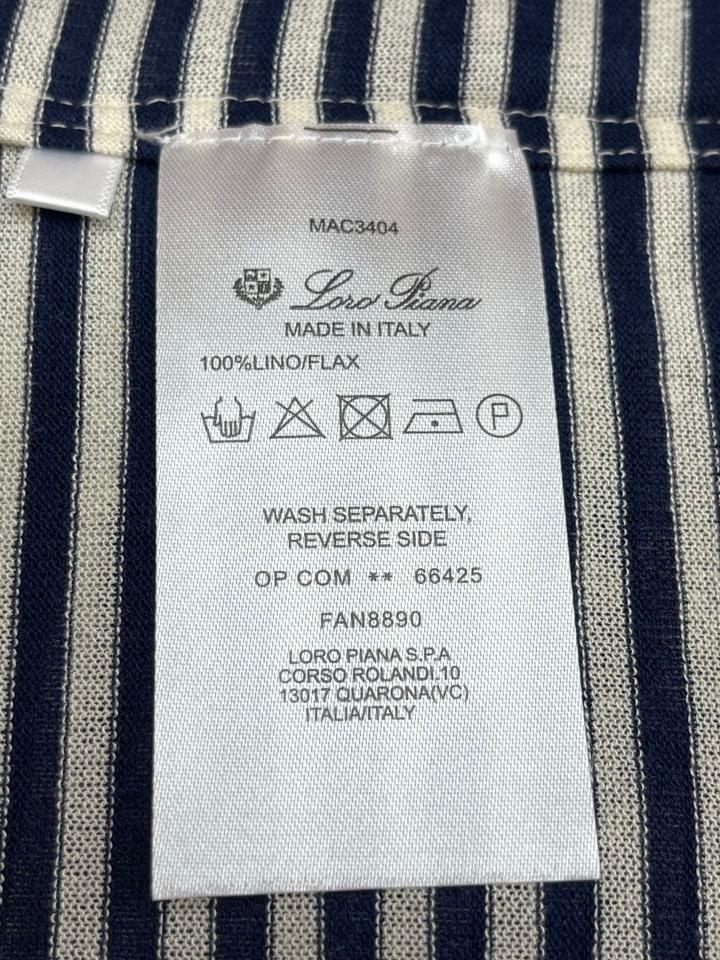 MAC3404
Loro Piana
MADE IN ITALY
100%LINO/FLAX
P
WASH SEPARATELY,
REVERSE SIDE
OP COM ** 66425
FAN8890
LORO PIANA S.P.A
CORSO ROLANDI.10
13017 QUARONA(VC)
ITALIA/ITALY